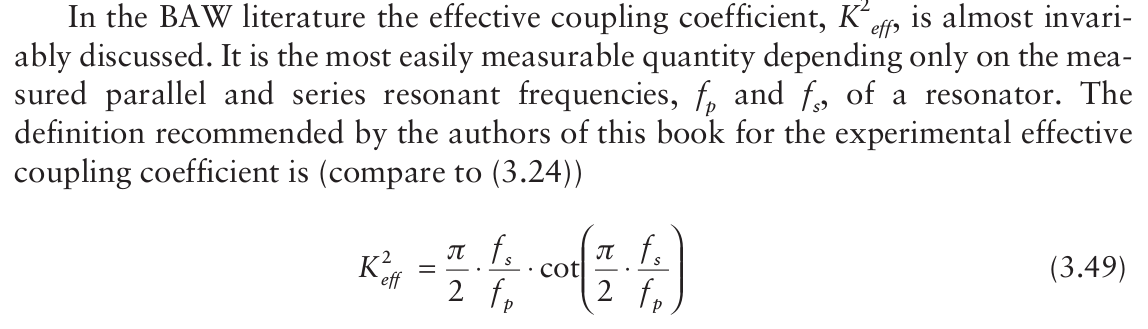 In the BAW literature the effective coupling coefficient, K²eff, is almost invari-
ably discussed. It is the most easily measurable quantity depending only on the mea-
sured parallel and series resonant frequencies, fp and fs, of a resonator. The
definition recommended by the authors of this book for the experimental effective
coupling coefficient is (compare to (3.24))
K²eff = π/2 · fs/fp · cot(π/2 · fs/fp) (3.49)